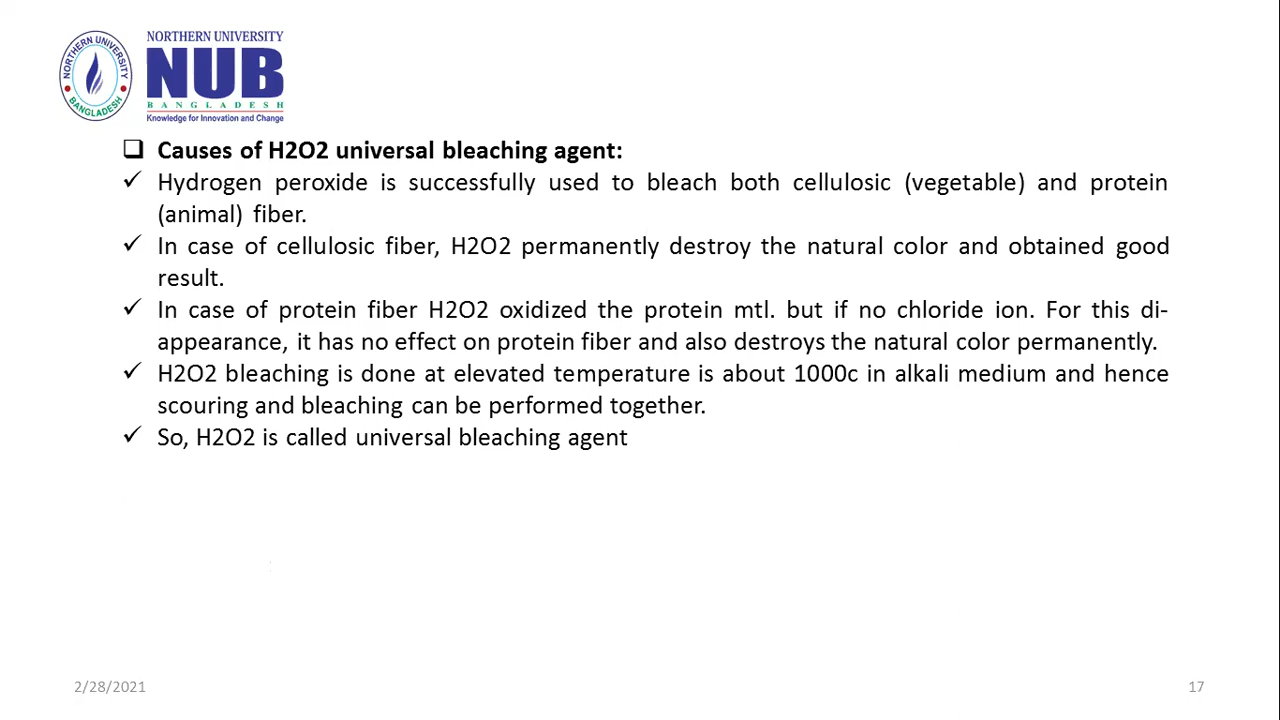 NORTHERN UNIVERSITY
BANGLADESH
NORTHERN UNIVERSITY
NUB
BANGLADESH
Knowledge for Innovation and Change
❑ Causes of H2O2 universal bleaching agent:
✓ Hydrogen peroxide is successfully used to bleach both cellulosic (vegetable) and protein
(animal) fiber.
✓ In case of cellulosic fiber, H2O2 permanently destroy the natural color and obtained good
result.
✓ In case of protein fiber H2O2 oxidized the protein mtl. but if no chloride ion. For this di-
appearance, it has no effect on protein fiber and also destroys the natural color permanently.
✓ H2O2 bleaching is done at elevated temperature is about 1000c in alkali medium and hence
scouring and bleaching can be performed together.
✓ So, H2O2 is called universal bleaching agent
2/28/2021
17